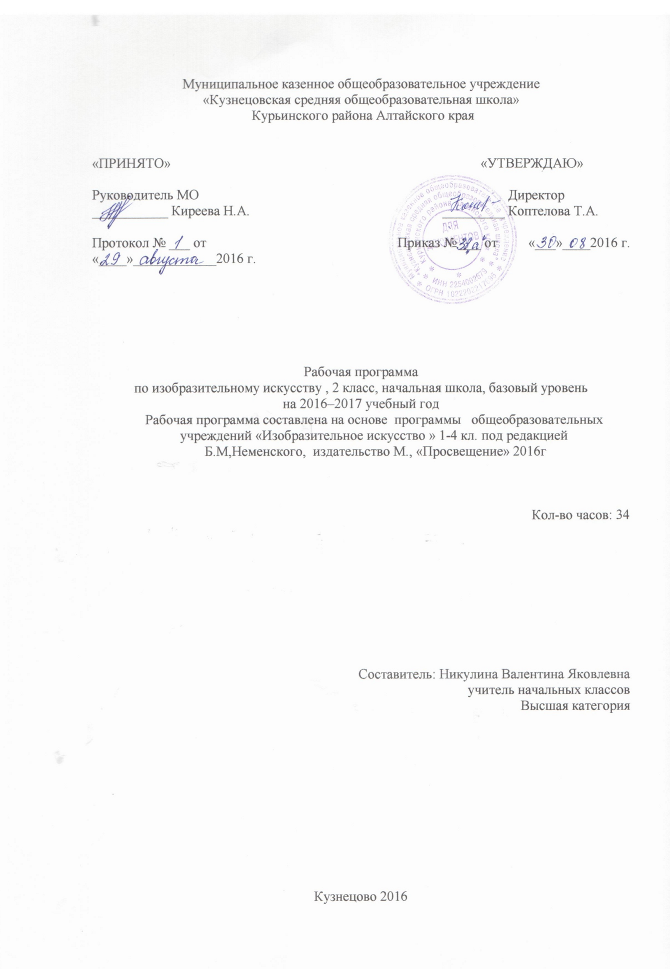 Муниципальное казенное общеобразовательное учреждение
«Кузнецовская средняя общеобразовательная школа»
Курьинского района Алтайского края
«ПРИНЯТО» «УТВЕРЖДАЮ»
Руководитель МО Директор
___________ Киреева Н.А. Коптелова Т.А.
Протокол № 1 от Приказ № от «30» 08 2016 г.
«29» августа 2016 г.
Рабочая программа
по изобразительному искусству , 2 класс, начальная школа, базовый уровень
на 2016–2017 учебный год
Рабочая программа составлена на основе программы общеобразовательных
учреждений «Изобразительное искусство » 1-4 кл. под редакцией
Б.М,Неменского, издательство М., «Просвещение» 2016г
Кол-во часов: 34
Составитель: Никулина Валентина Яковлевна
учитель начальных классов
Высшая категория
Кузнецово 2016